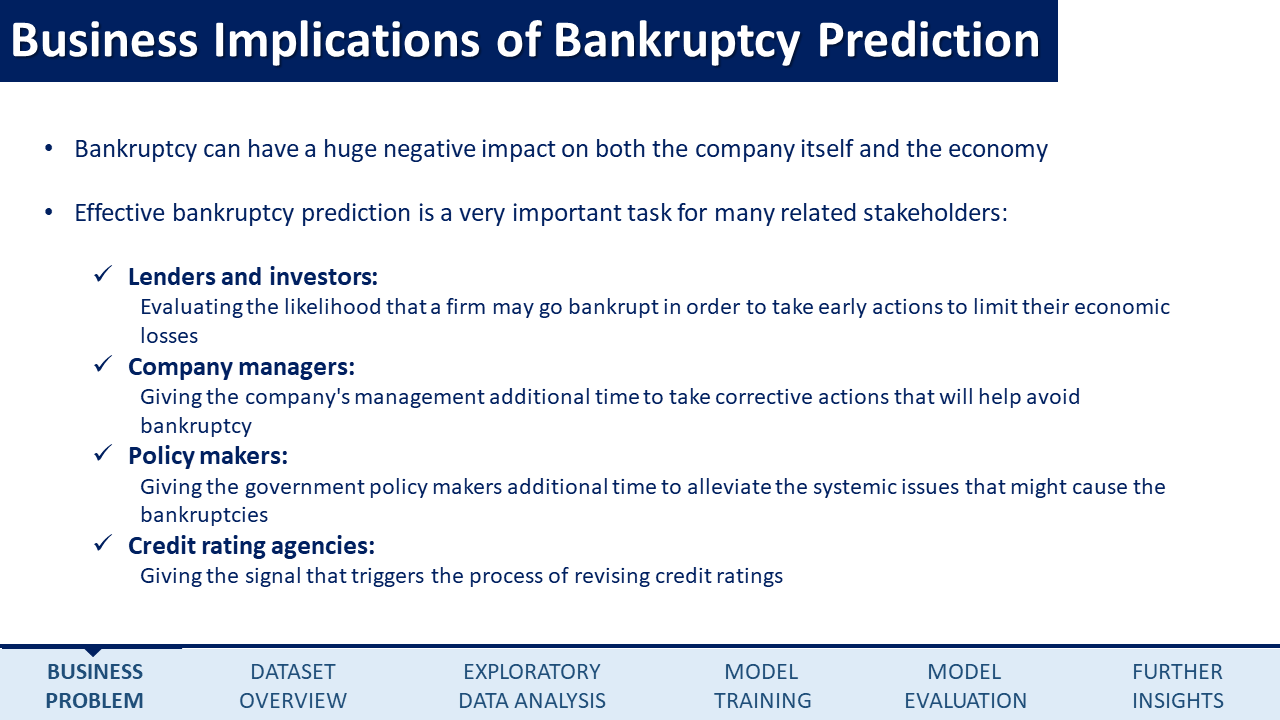 Business Implications of Bankruptcy Prediction
• Bankruptcy can have a huge negative impact on both the company itself and the economy
• Effective bankruptcy prediction is a very important task for many related stakeholders:
✓ Lenders and investors:
Evaluating the likelihood that a firm may go bankrupt in order to take early actions to limit their economic
losses
✓ Company managers:
Giving the company's management additional time to take corrective actions that will help avoid
bankruptcy
✓ Policy makers:
Giving the government policy makers additional time to alleviate the systemic issues that might cause the
bankruptcies
✓ Credit rating agencies:
Giving the signal that triggers the process of revising credit ratings
BUSINESS
PROBLEM
DATASET
OVERVIEW
EXPLORATORY
DATA ANALYSIS
MODEL
TRAINING
MODEL
EVALUATION
FURTHER
INSIGHTS